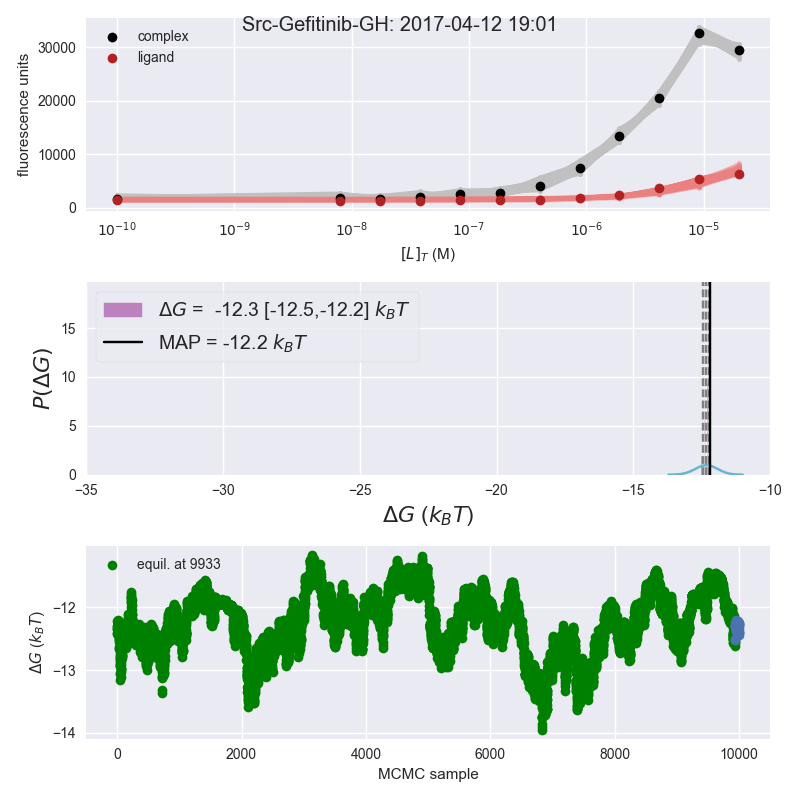 Src-Gefitinib-GH: 2017-04-12 19:01
complex
ligand
fluorescence units
30000
20000
10000
0
10⁻¹⁰ 10⁻⁹ 10⁻⁸ 10⁻⁷ 10⁻⁶ 10⁻⁵
[L]_T (M)
ΔG = -12.3 [-12.5,-12.2] k_BT
MAP = -12.2 k_BT
P(ΔG)
15
10
5
0
−35 −30 −25 −20 −15 −10
ΔG (k_BT)
equil. at 9933
ΔG (k_BT)
−12
−13
−14
0 2000 4000 6000 8000 10000
MCMC sample